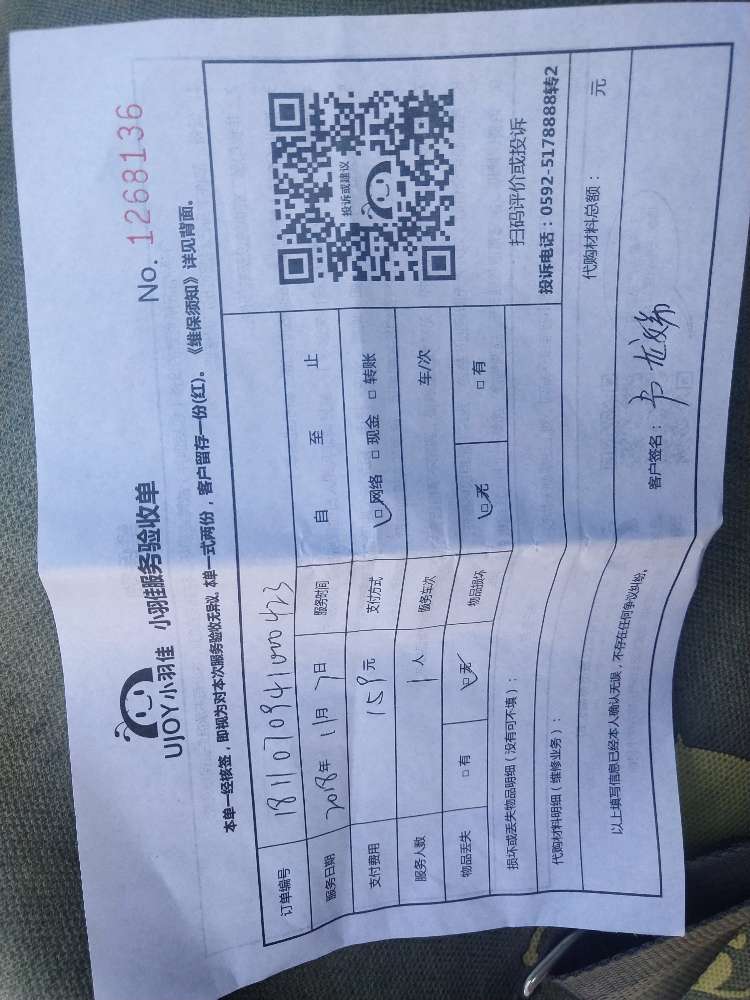 UJOY小羽佳 小羽佳服务验收单 No. 1268136
本单一经核签，即视为对本次服务验收无异议，本单一式两份，客户留存一份(红)。《维保须知》详见背面。
订单编号 1811070941000423
服务日期 2018年 11月 7日 服务时间 自 至 止
支付费用 159元 支付方式 网络 现金 转账
服务人数 1人 服务车次 车/次
物品丢失 有 无 物品损坏 无 有
投诉或建议
扫码评价或投诉
投诉电话：0592-5178888转2
损坏或丢失物品明细（没有可不填）：
代购材料明细（维修业务）： 代购材料总额： 元
以上填写信息已经本人确认无误，不存在任何争议纠纷。 客户签名：